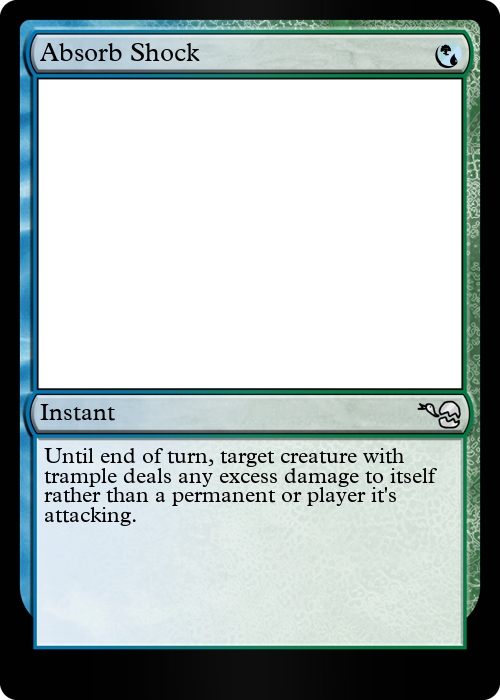 Absorb Shock
Instant
Until end of turn, target creature with
trample deals any excess damage to itself
rather than a permanent or player it's
attacking.